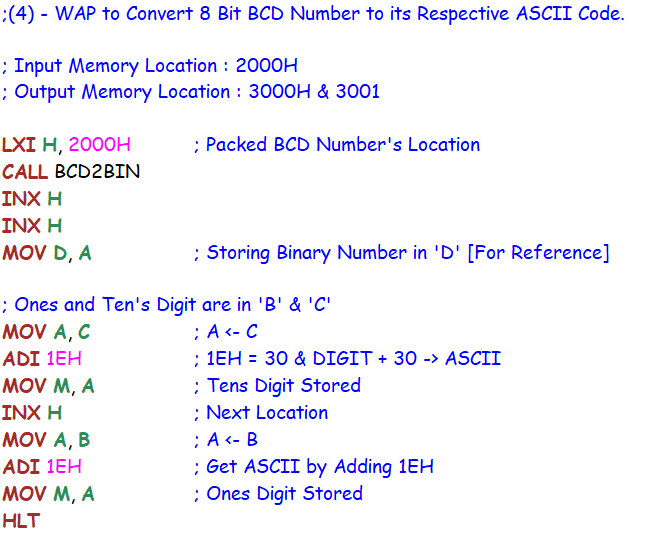 ;(4) - WAP to Convert 8 Bit BCD Number to its Respective ASCII Code.
; Input Memory Location : 2000H
; Output Memory Location : 3000H & 3001
LXI H, 2000H ; Packed BCD Number's Location
CALL BCD2BIN
INX H
INX H
MOV D, A ; Storing Binary Number in 'D' [For Reference]
; Ones and Ten's Digit are in 'B' & 'C'
MOV A, C ; A <- C
ADI 1EH ; 1EH = 30 & DIGIT + 30 -> ASCII
MOV M, A ; Tens Digit Stored
INX H ; Next Location
MOV A, B ; A <- B
ADI 1EH ; Get ASCII by Adding 1EH
MOV M, A ; Ones Digit Stored
HLT